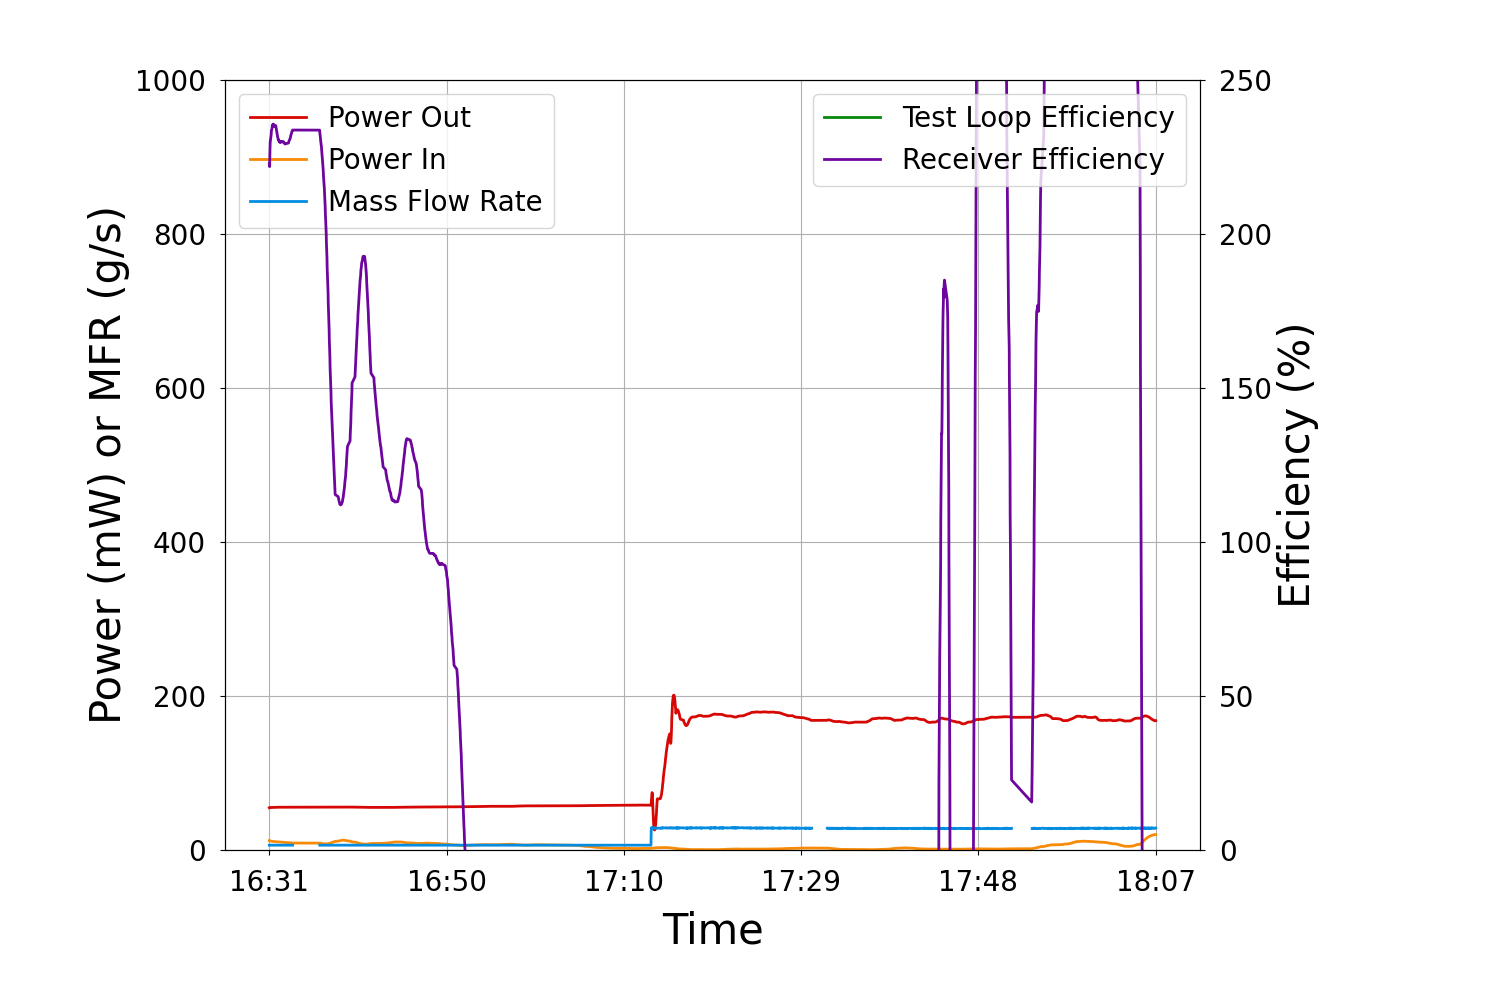 1000
800
600
400
200
0
Power (mW) or MFR (g/s)
Power Out
Power In
Mass Flow Rate
Test Loop Efficiency
Receiver Efficiency
250
200
150
100
50
0
Efficiency (%)
16:31 16:50 17:10 17:29 17:48 18:07
Time